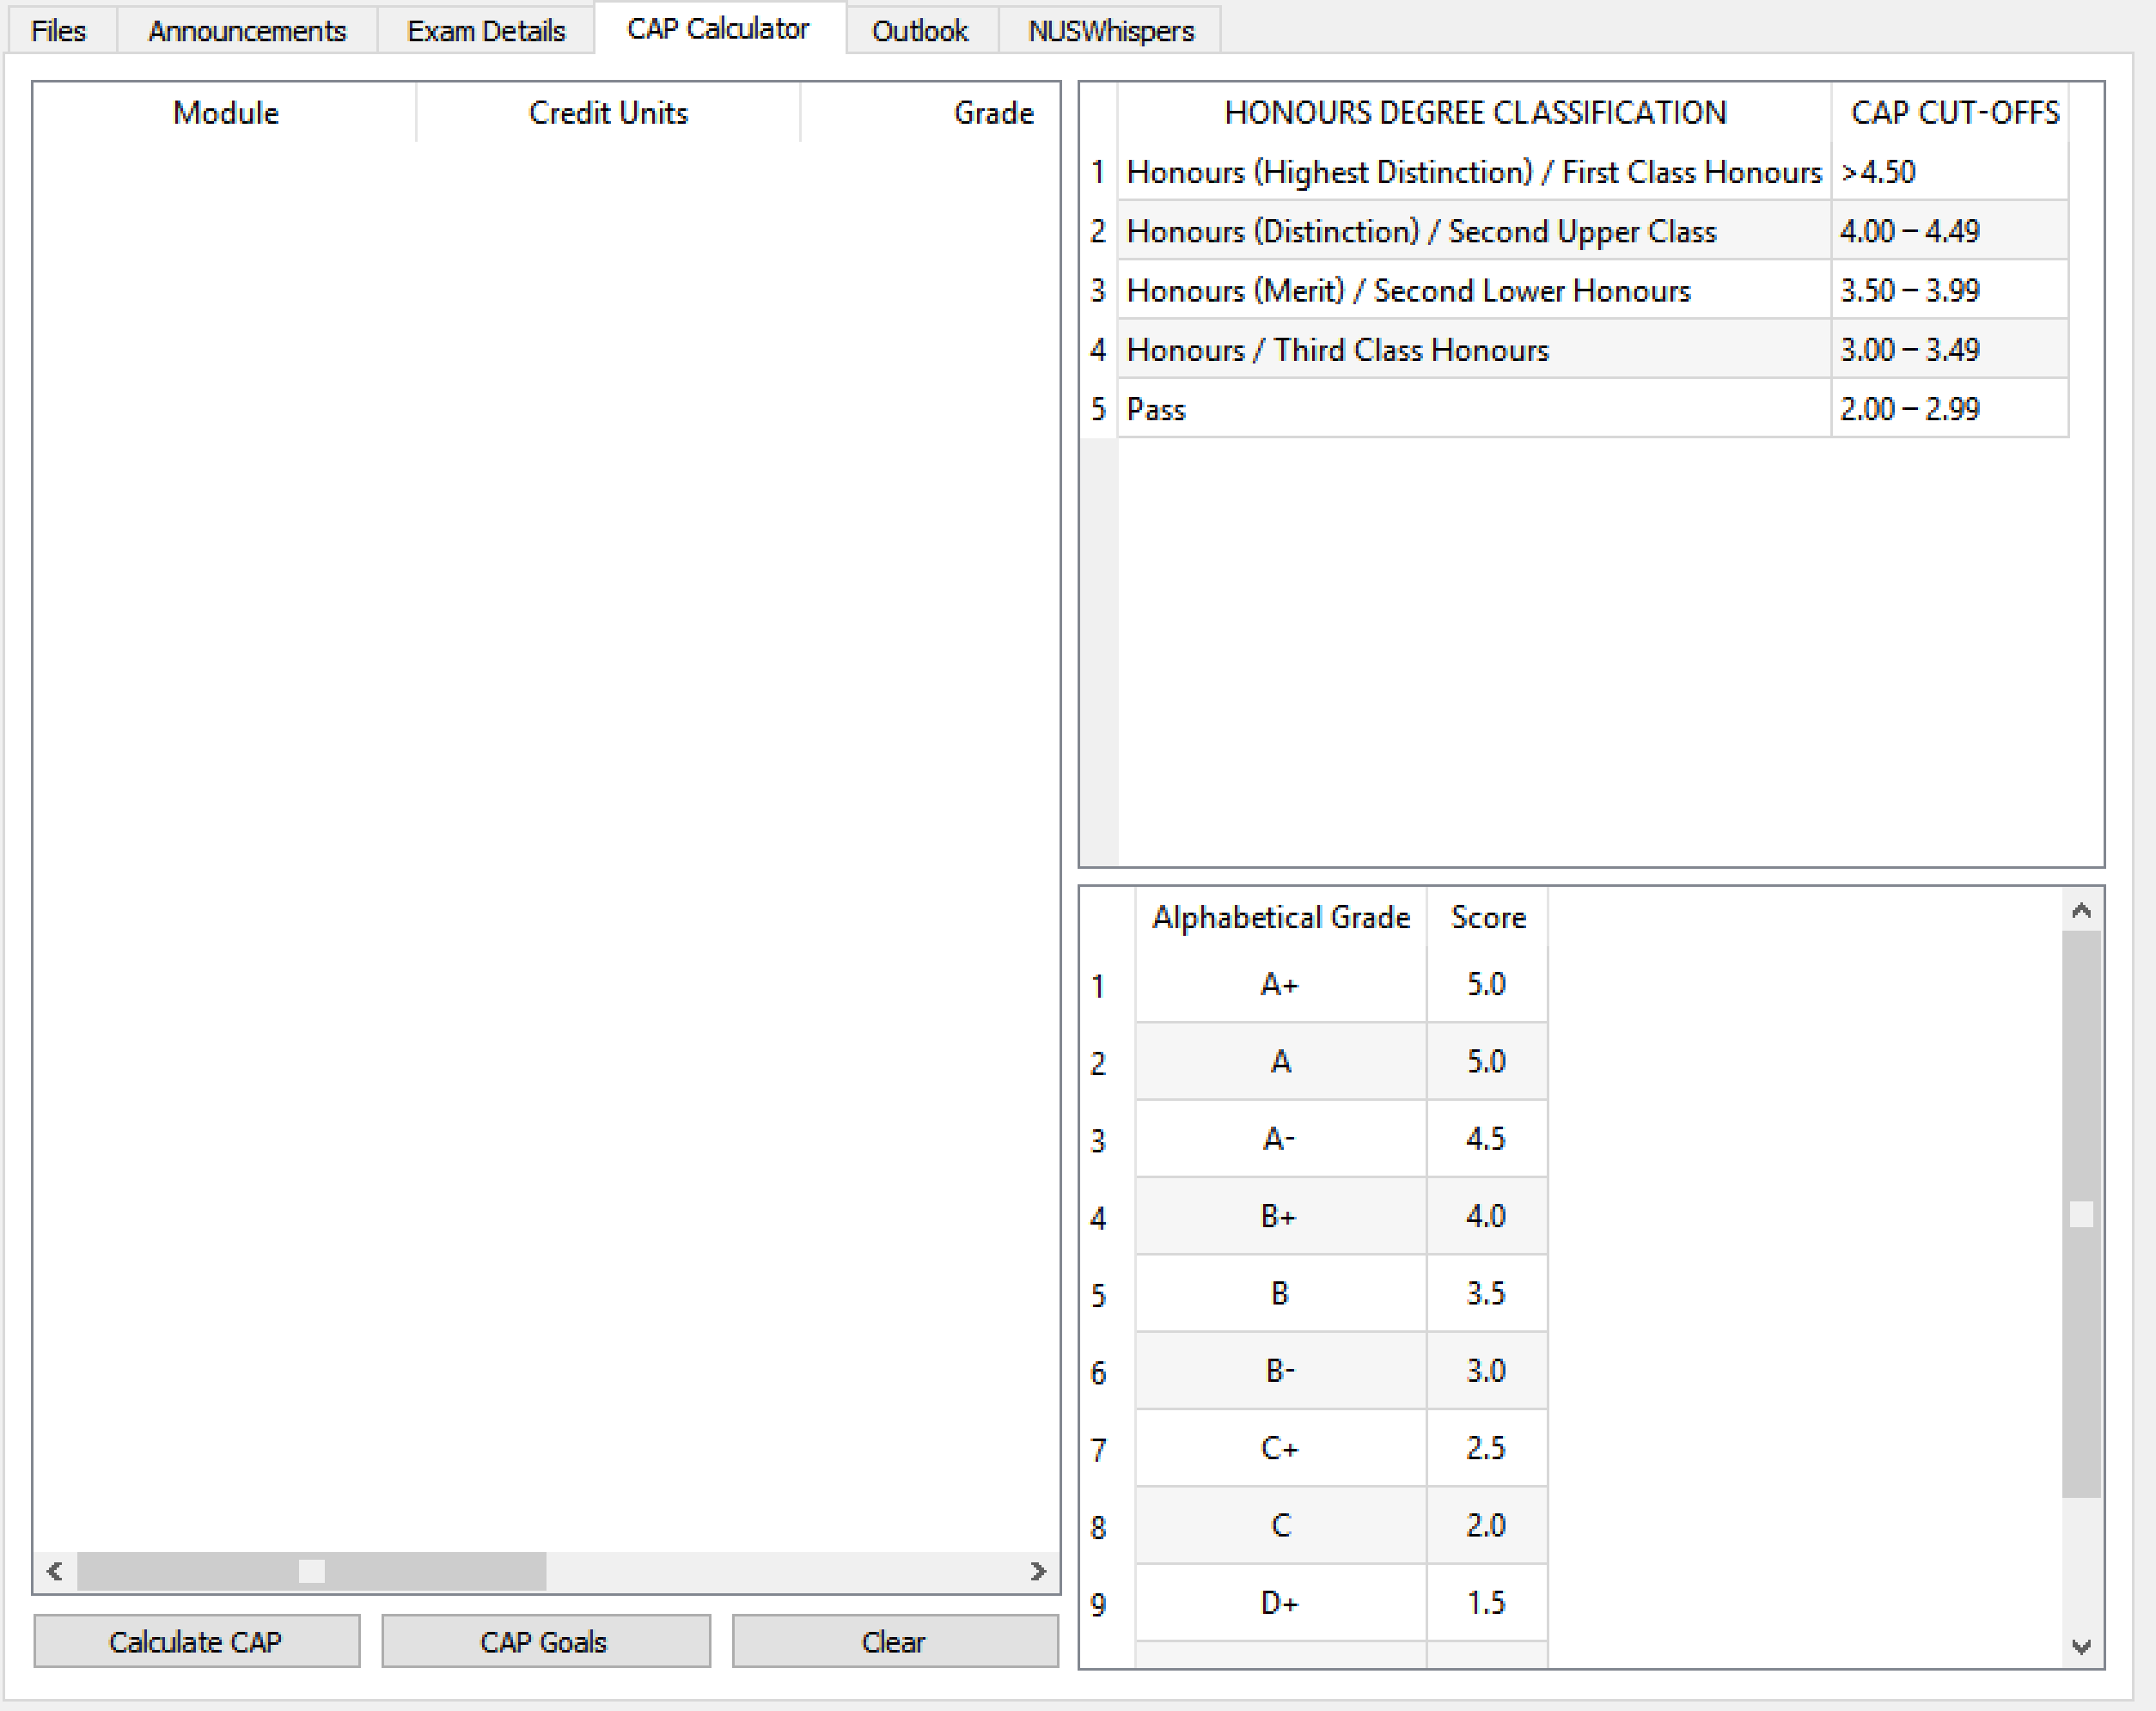 Files Announcements Exam Details CAP Calculator Outlook NUSWhispers
Module Credit Units Grade
HONOURS DEGREE CLASSIFICATION CAP CUT-OFFS
1 Honours (Highest Distinction) / First Class Honours >4.50
2 Honours (Distinction) / Second Upper Class 4.00 – 4.49
3 Honours (Merit) / Second Lower Honours 3.50 – 3.99
4 Honours / Third Class Honours 3.00 – 3.49
5 Pass 2.00 – 2.99
Alphabetical Grade Score
1 A+ 5.0
2 A 5.0
3 A- 4.5
4 B+ 4.0
5 B 3.5
6 B- 3.0
7 C+ 2.5
8 C 2.0
9 D+ 1.5
Calculate CAP CAP Goals Clear